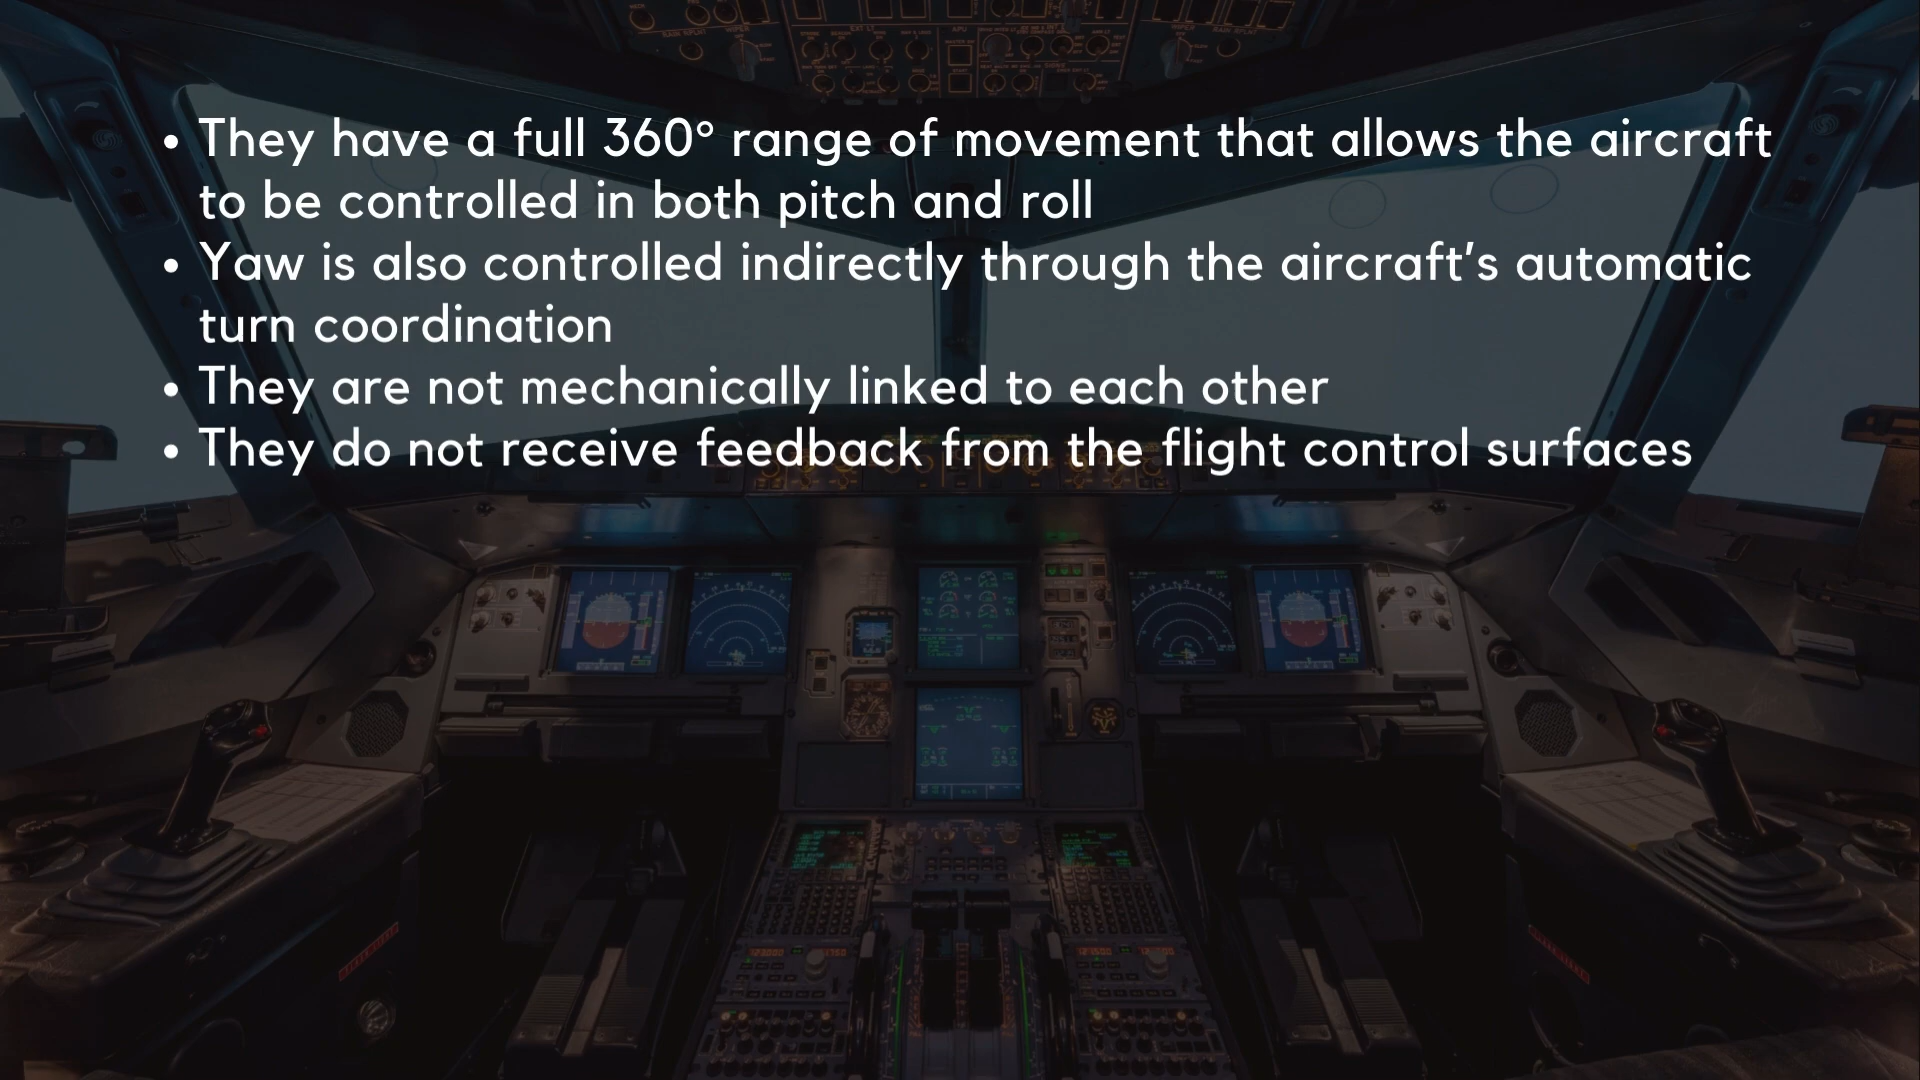 • They have a full 360° range of movement that allows the aircraft
to be controlled in both pitch and roll
• Yaw is also controlled indirectly through the aircraft’s automatic
turn coordination
• They are not mechanically linked to each other
• They do not receive feedback from the flight control surfaces